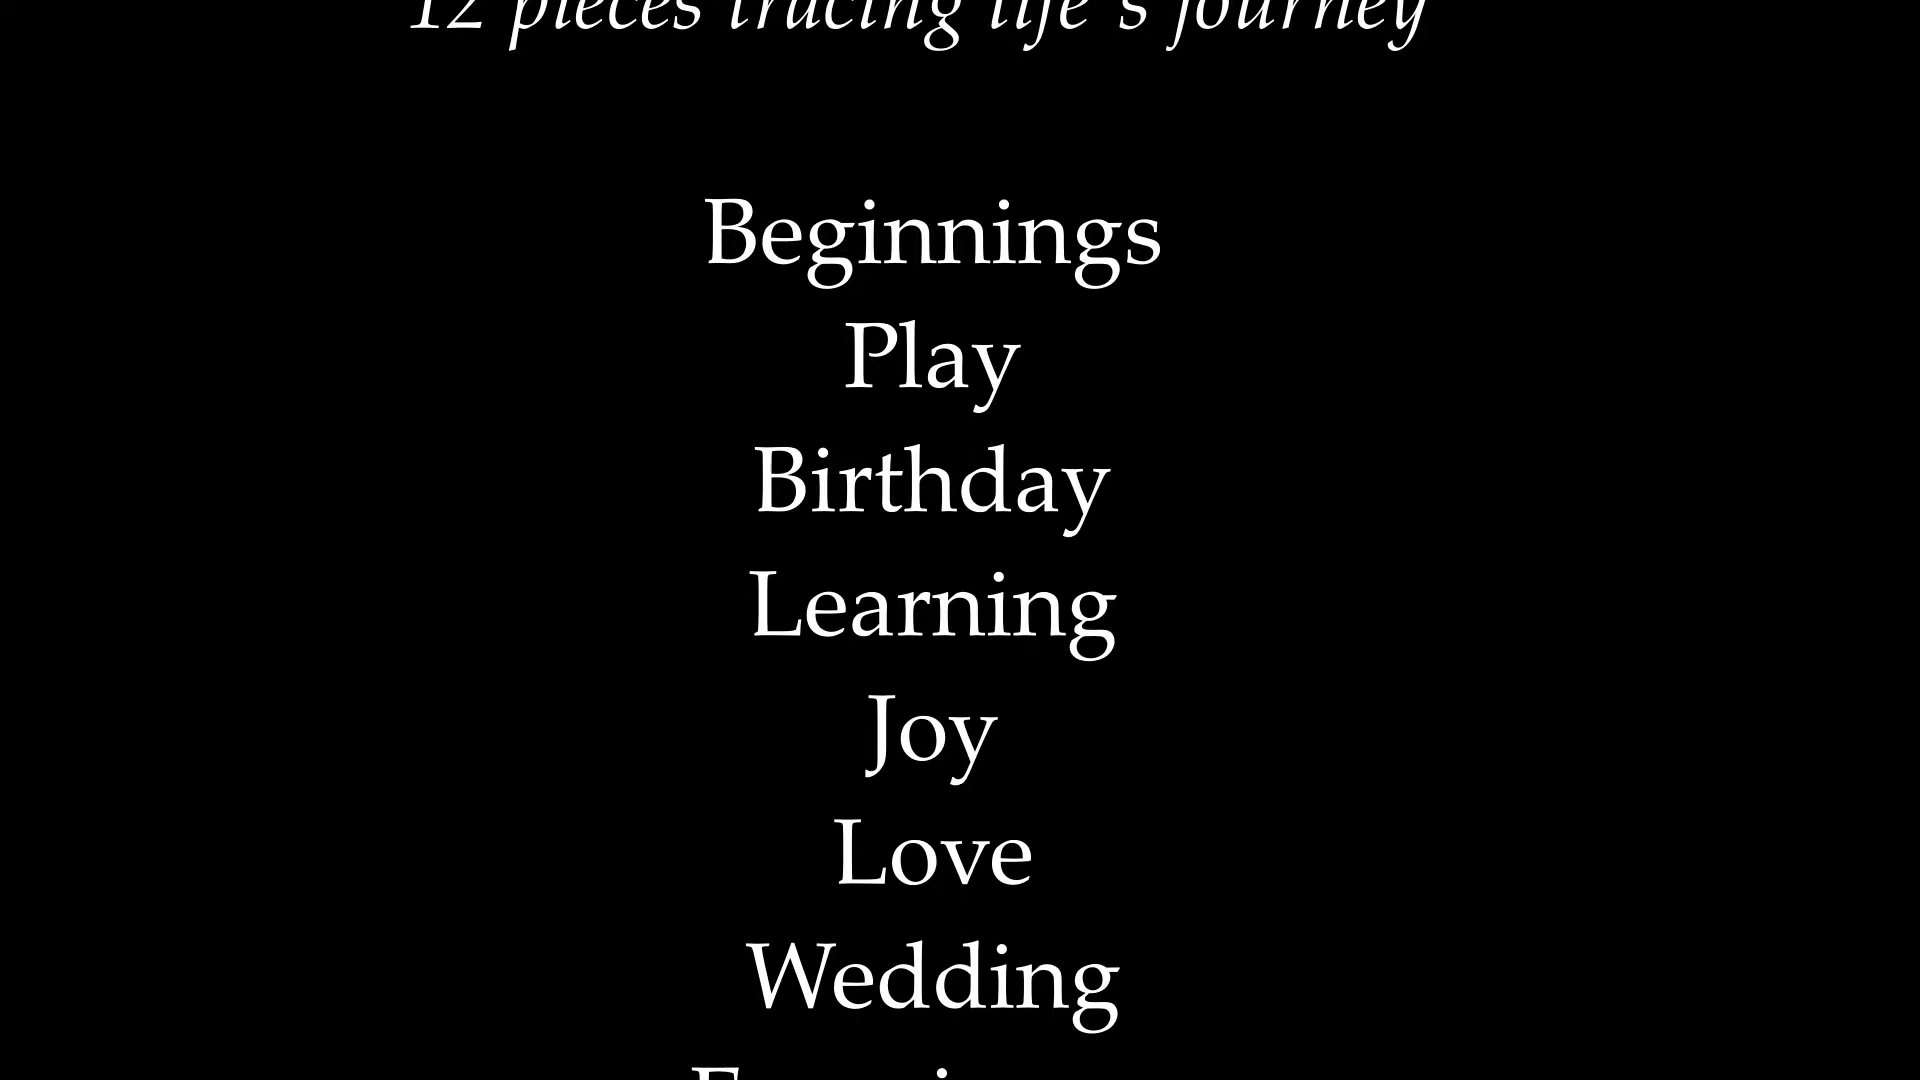 12 pieces tracing life's journey
Beginnings
Play
Birthday
Learning
Joy
Love
Wedding